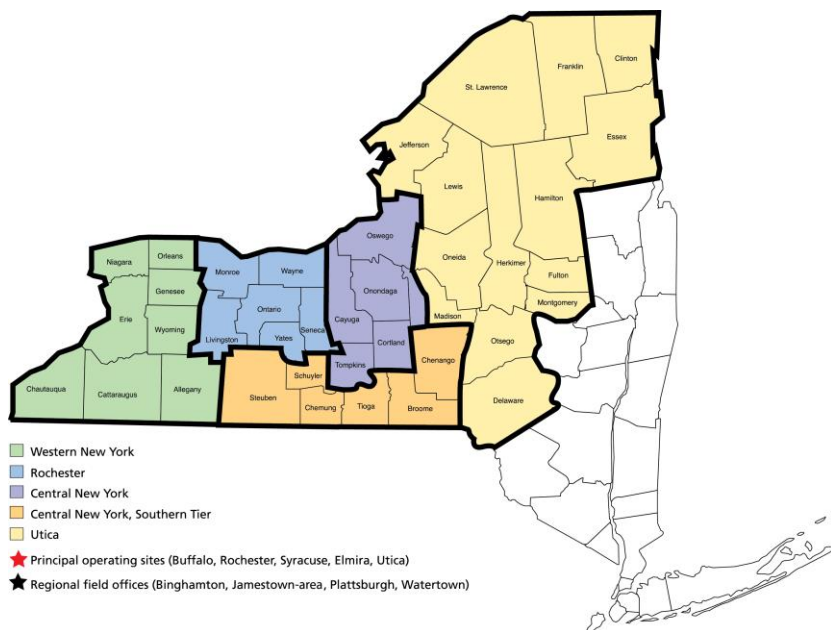 Clinton
Franklin
St. Lawrence
Essex
Jefferson
Lewis
Hamilton
Oswego
Oneida
Herkimer
Fulton
Montgomery
Madison
Otsego
Delaware
Niagara
Orleans
Genesee
Erie
Wyoming
Chautauqua
Cattaraugus
Allegany
Monroe
Wayne
Ontario
Livingston
Yates
Seneca
Onondaga
Cayuga
Cortland
Tompkins
Chenango
Schuyler
Steuben
Chemung
Tioga
Broome
Western New York
Rochester
Central New York
Central New York, Southern Tier
Utica
Principal operating sites (Buffalo, Rochester, Syracuse, Elmira, Utica)
Regional field offices (Binghamton, Jamestown-area, Plattsburgh, Watertown)